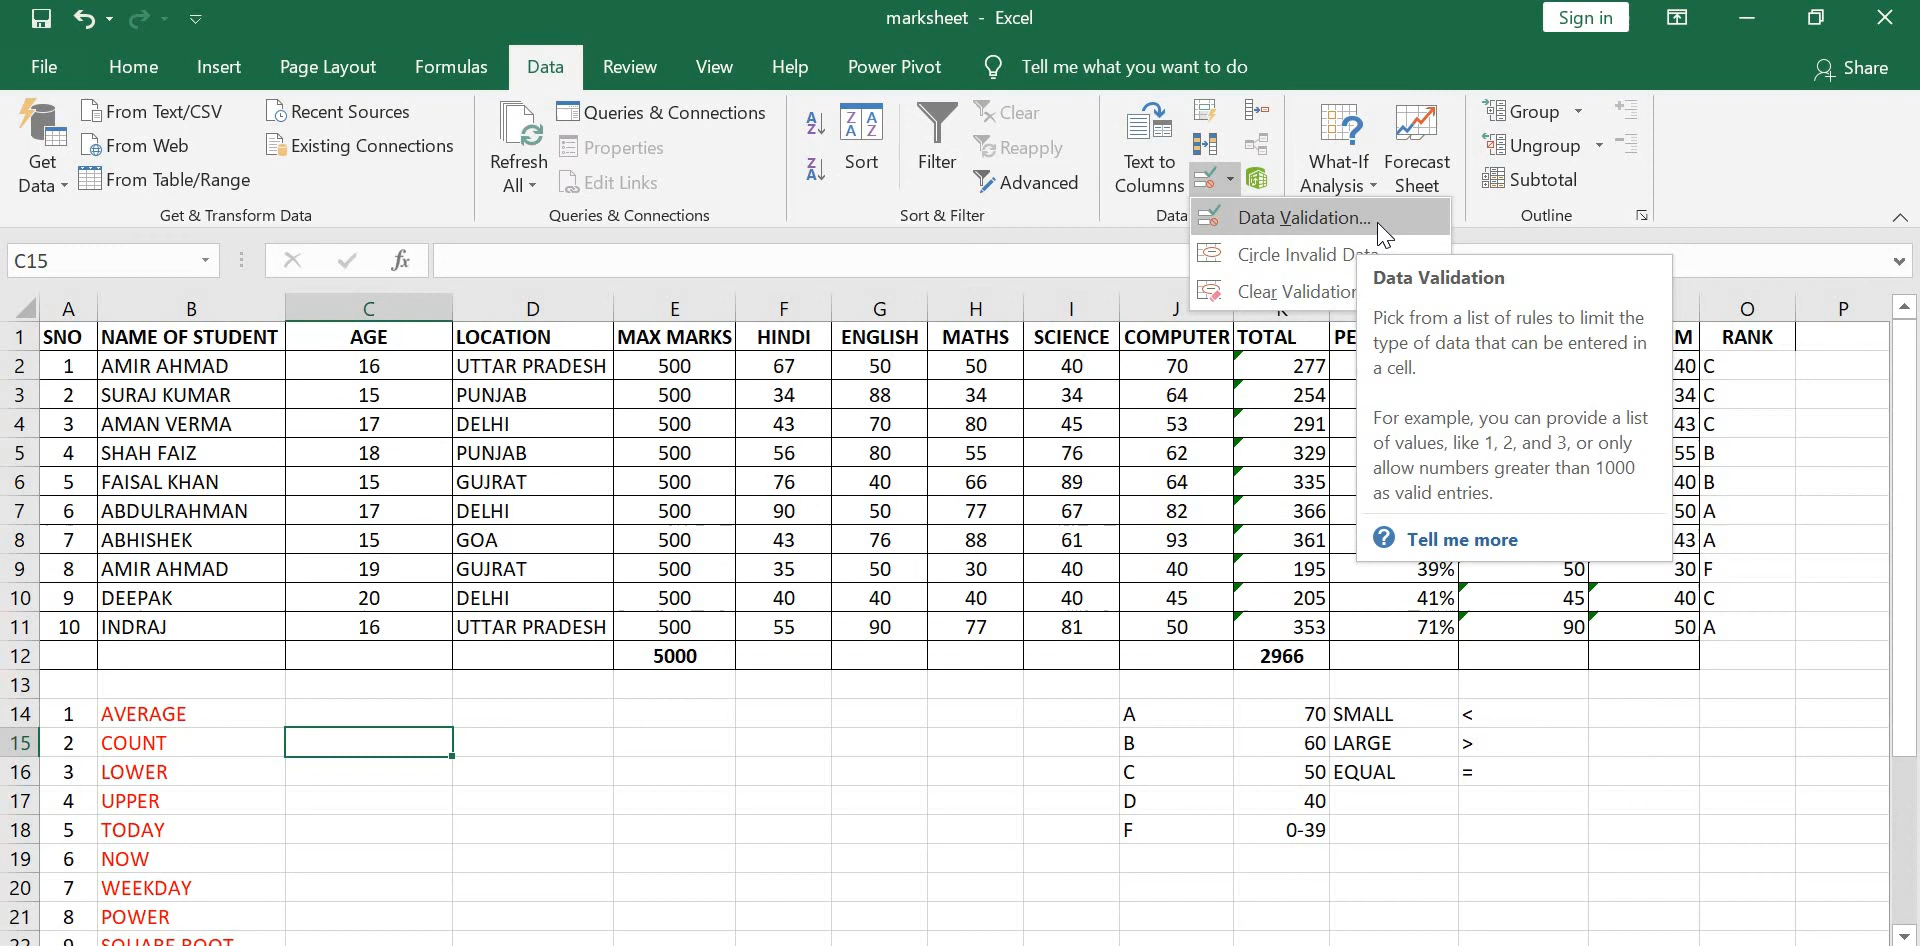 marksheet - Excel
Sign in
File Home Insert Page Layout Formulas Data Review View Help Power Pivot Tell me what you want to do Share
Get Data
From Text/CSV
From Web
From Table/Range
Recent Sources
Existing Connections
Get & Transform Data
Refresh All
Queries & Connections
Properties
Edit Links
Queries & Connections
Sort
Filter
Clear
Reapply
Advanced
Sort & Filter
Text to Columns
Data
What-If Analysis
Forecast Sheet
Group
Ungroup
Subtotal
Outline
Data Validation...
Circle Invalid Data
Clear Validation
Data Validation
Pick from a list of rules to limit the
type of data that can be entered in
a cell.
For example, you can provide a list
of values, like 1, 2, and 3, or only
allow numbers greater than 1000
as valid entries.
Tell me more
C15 fx
A B C D E F G H I J K O P
1 SNO NAME OF STUDENT AGE LOCATION MAX MARKS HINDI ENGLISH MATHS SCIENCE COMPUTER TOTAL PE M RANK
2 1 AMIR AHMAD 16 UTTAR PRADESH 500 67 50 50 40 70 277 40 C
3 2 SURAJ KUMAR 15 PUNJAB 500 34 88 34 34 64 254 34 C
4 3 AMAN VERMA 17 DELHI 500 43 70 80 45 53 291 43 C
5 4 SHAH FAIZ 18 PUNJAB 500 56 80 55 76 62 329 55 B
6 5 FAISAL KHAN 15 GUJRAT 500 76 40 66 89 64 335 40 B
7 6 ABDULRAHMAN 17 DELHI 500 90 50 77 67 82 366 50 A
8 7 ABHISHEK 15 GOA 500 43 76 88 61 93 361 43 A
9 8 AMIR AHMAD 19 GUJRAT 500 35 50 30 40 40 195 39% 50 30 F
10 9 DEEPAK 20 DELHI 500 40 40 40 40 45 205 41% 45 40 C
11 10 INDRAJ 16 UTTAR PRADESH 500 55 90 77 81 50 353 71% 90 50 A
12 5000 2966
13
14 1 AVERAGE A 70 SMALL <
15 2 COUNT B 60 LARGE >
16 3 LOWER C 50 EQUAL =
17 4 UPPER D 40
18 5 TODAY F 0-39
19 6 NOW
20 7 WEEKDAY
21 8 POWER
22 9 SQUARE ROOT